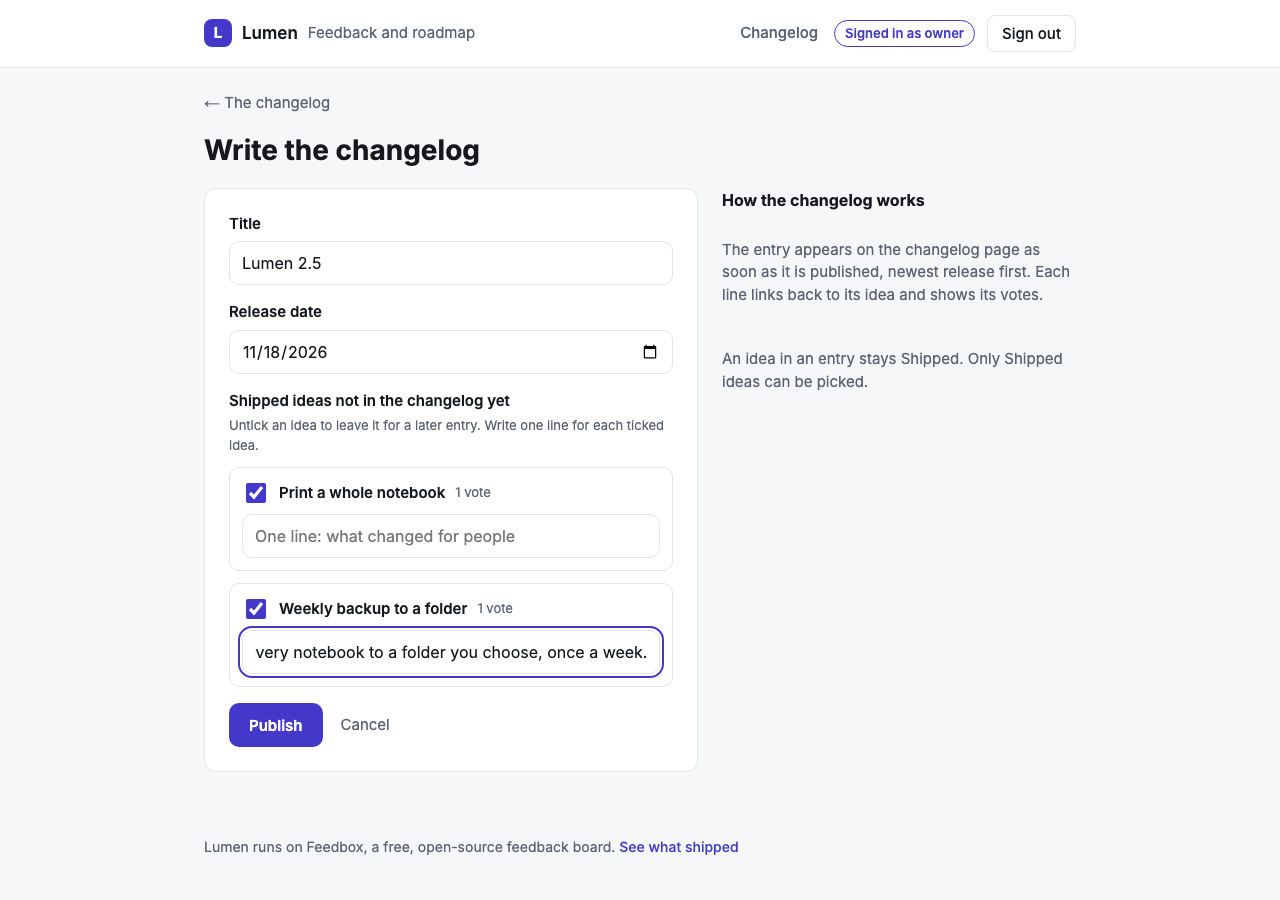 L Lumen Feedback and roadmap Changelog Signed in as owner Sign out
← The changelog
Write the changelog
Title
Lumen 2.5
Release date
11/18/2026
Shipped ideas not in the changelog yet
Untick an idea to leave it for a later entry. Write one line for each ticked
idea.
Print a whole notebook 1 vote
One line: what changed for people
Weekly backup to a folder 1 vote
very notebook to a folder you choose, once a week.
Publish Cancel
How the changelog works
The entry appears on the changelog page as
soon as it is published, newest release first. Each
line links back to its idea and shows its votes.
An idea in an entry stays Shipped. Only Shipped
ideas can be picked.
Lumen runs on Feedbox, a free, open-source feedback board. See what shipped